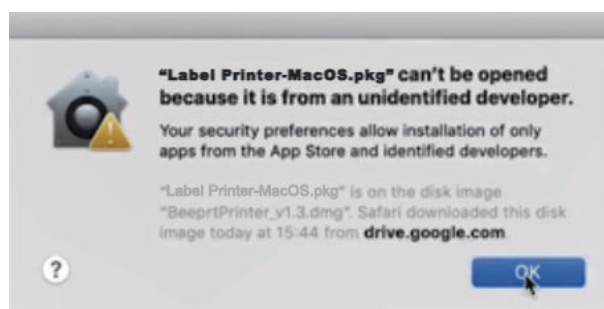 “Label Printer-MacOS.pkg” can’t be opened
because it is from an unidentified developer.
Your security preferences allow installation of only
apps from the App Store and identified developers.
“Label Printer-MacOS.pkg” is on the disk image
“BeeprtPrinter_v1.3.dmg”. Safari downloaded this disk
image today at 15:44 from drive.google.com.
?
OK